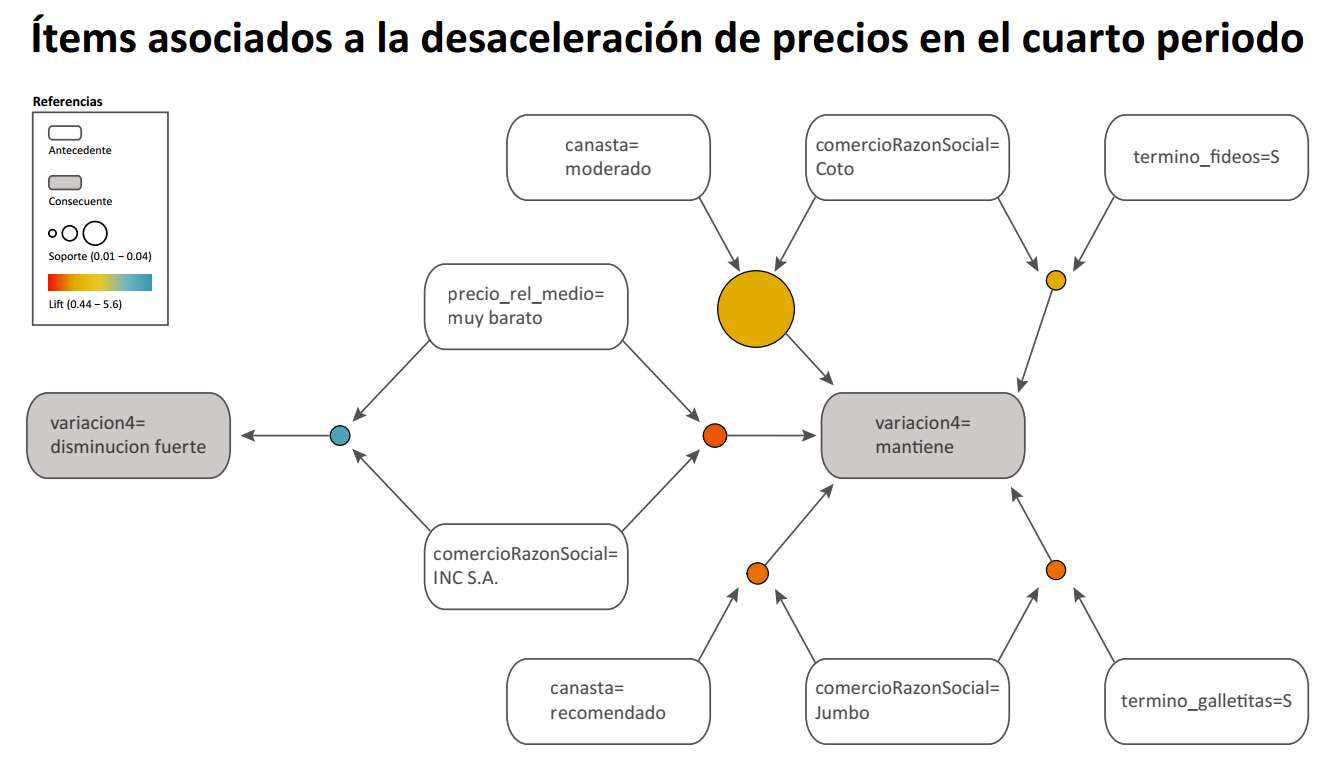 Ítems asociados a la desaceleración de precios en el cuarto periodo
Referencias
Antecedente
Consecuente
Soporte (0.01 – 0.04)
Lift (0.44 – 5.6)
canasta=
moderado
comercioRazonSocial=
Coto
termino_fideos=S
precio_rel_medio=
muy barato
variacion4=
disminucion fuerte
variacion4=
mantiene
comercioRazonSocial=
INC S.A.
canasta=
recomendado
comercioRazonSocial=
Jumbo
termino_galletitas=S